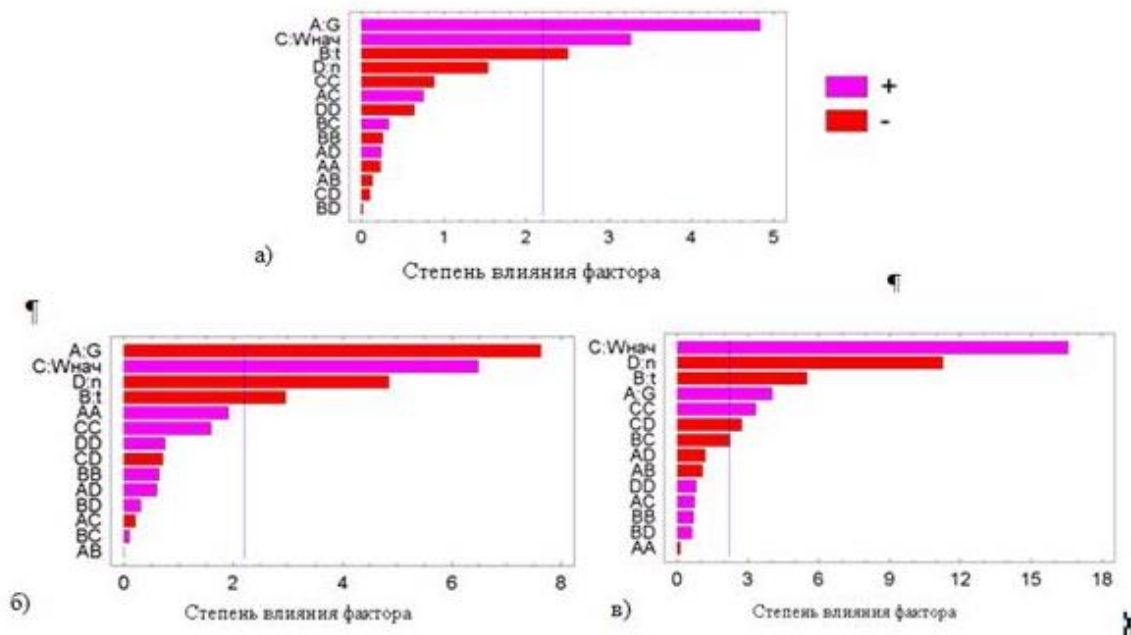 A:G
C:Wнач
B:t
D:n
CC
AC
DD
BC
BB
AD
AA
AB
CD
BD
0 1 2 3 4 5
+
-
а)
Степень влияния фактора
¶
¶
A:G
C:Wнач
D:n
B:t
AA
CC
DD
CD
BB
AD
BD
AC
BC
AB
0 2 4 6 8
б)
Степень влияния фактора
C:Wнач
D:n
B:t
A:G
CC
CD
BC
AD
AB
DD
AC
BB
BD
AA
0 3 6 9 12 15 18
в)
Степень влияния фактора